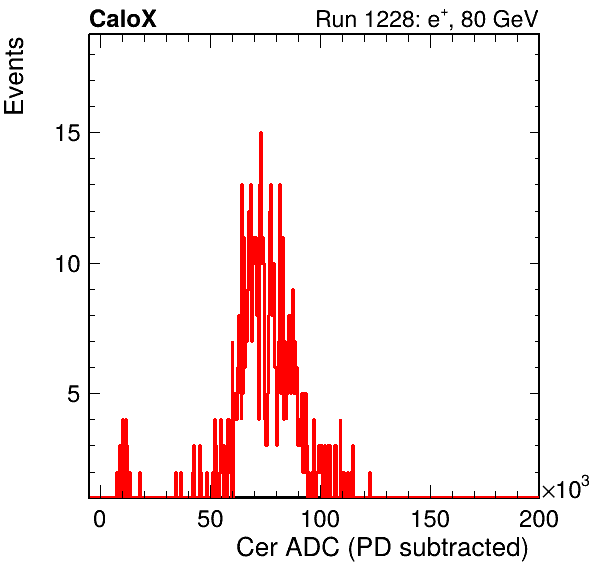 CaloX Run 1228: e⁺, 80 GeV
Events
15
10
5
0 50 100 150 200
×10³
Cer ADC (PD subtracted)